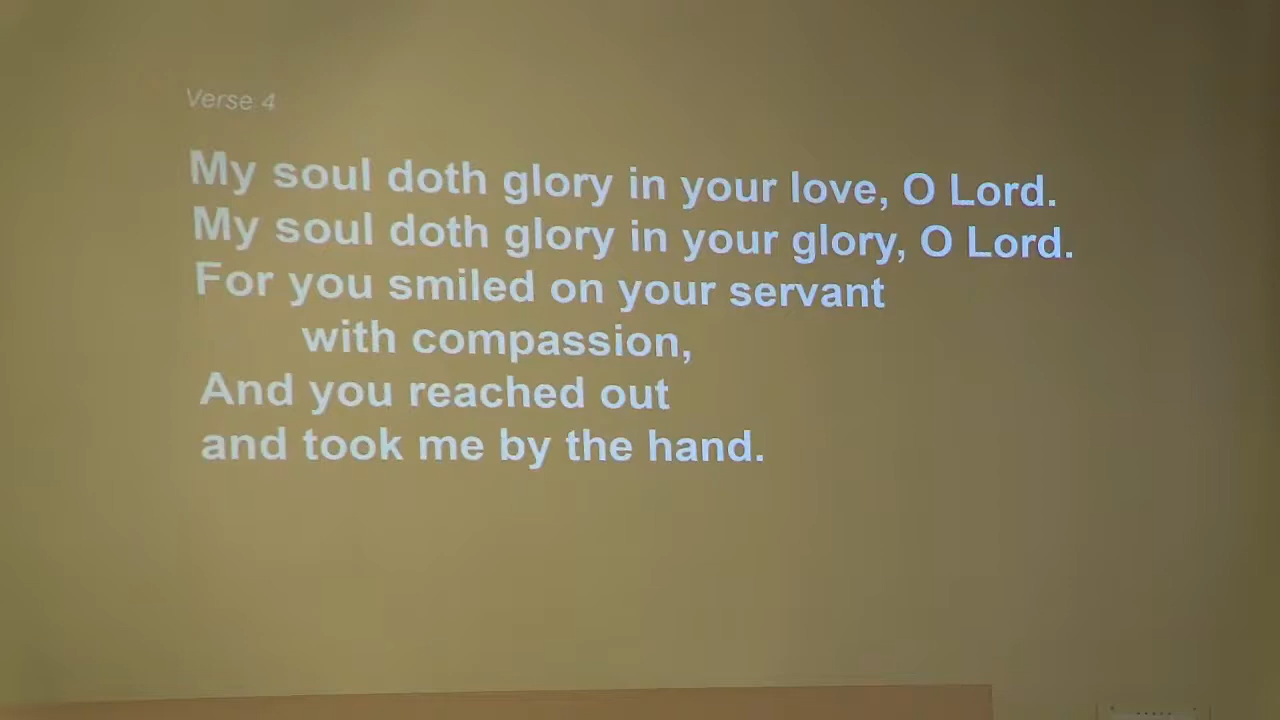 Verse 4
My soul doth glory in your love, O Lord.
My soul doth glory in your glory, O Lord.
For you smiled on your servant
with compassion,
And you reached out
and took me by the hand.